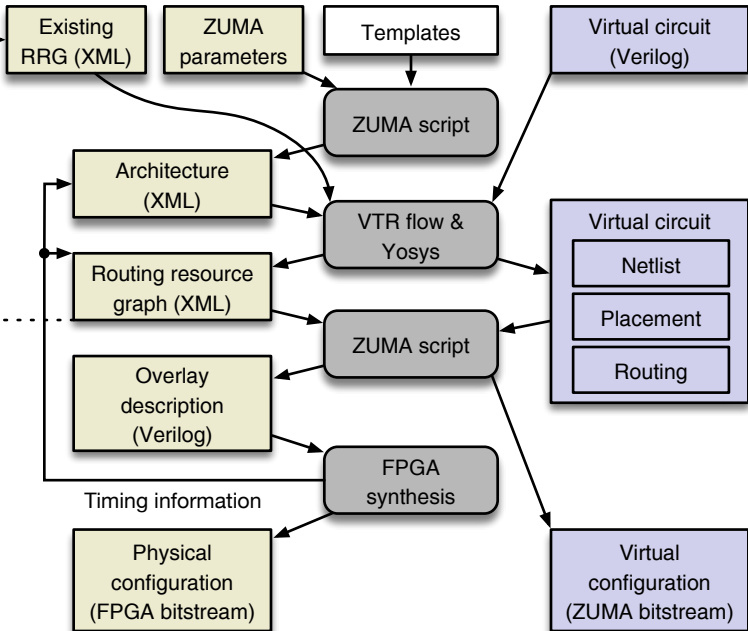 Existing
RRG (XML)
ZUMA
parameters
Templates
Virtual circuit
(Verilog)
ZUMA script
Architecture
(XML)
VTR flow &
Yosys
Virtual circuit
Netlist
Placement
Routing
Routing resource
graph (XML)
ZUMA script
Overlay
description
(Verilog)
FPGA
synthesis
Timing information
Physical
configuration
(FPGA bitstream)
Virtual
configuration
(ZUMA bitstream)